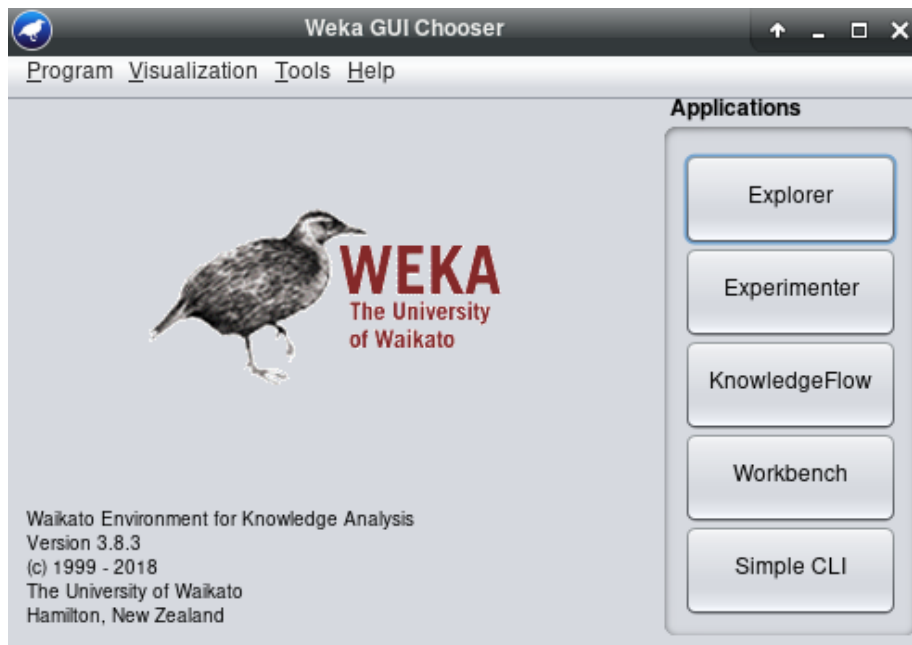 Weka GUI Chooser
Program Visualization Tools Help
Applications
Explorer
Experimenter
KnowledgeFlow
Workbench
Simple CLI
WEKA
The University
of Waikato
Waikato Environment for Knowledge Analysis
Version 3.8.3
(c) 1999 - 2018
The University of Waikato
Hamilton, New Zealand